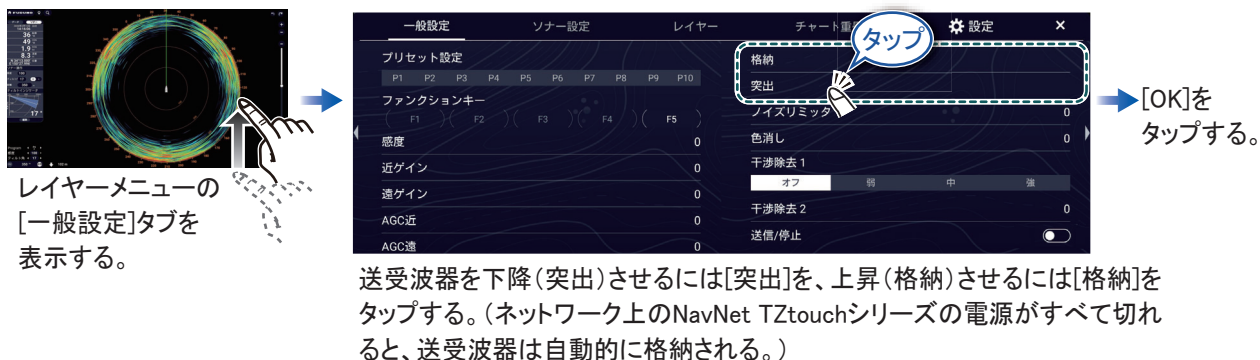 36
49
1.9
8.3
17
レイヤーメニューの
[一般設定]タブを
表示する。
一般設定
ソナー設定
レイヤー
チャート重
設定
×
プリセット設定
P1 P2 P3 P4 P5 P6 P7 P8 P9 P10
ファンクションキー
F1 F2 F3 F4 F5
感度 0
近ゲイン 0
遠ゲイン 0
AGC近 0
AGC遠 0
タップ
格納
突出
ノイズリミッタ 0
色消し 0
干渉除去 1
オフ 弱 中 強
干渉除去 2 0
送信/停止
[OK]を
タップする。
送受波器を下降(突出)させるには[突出]を、上昇(格納)させるには[格納]を
タップする。(ネットワーク上のNavNet TZtouchシリーズの電源がすべて切れ
ると、送受波器は自動的に格納される。)